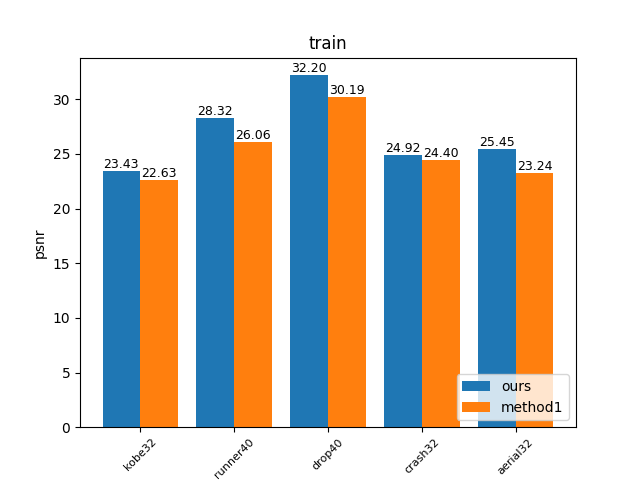 train
32.20
30.19
28.32
26.06
25.45
24.92
24.40
23.43
23.24
22.63
psnr
30
25
20
15
10
5
0
ours
method1
kobe32
runner40
drop40
crash32
aerial32